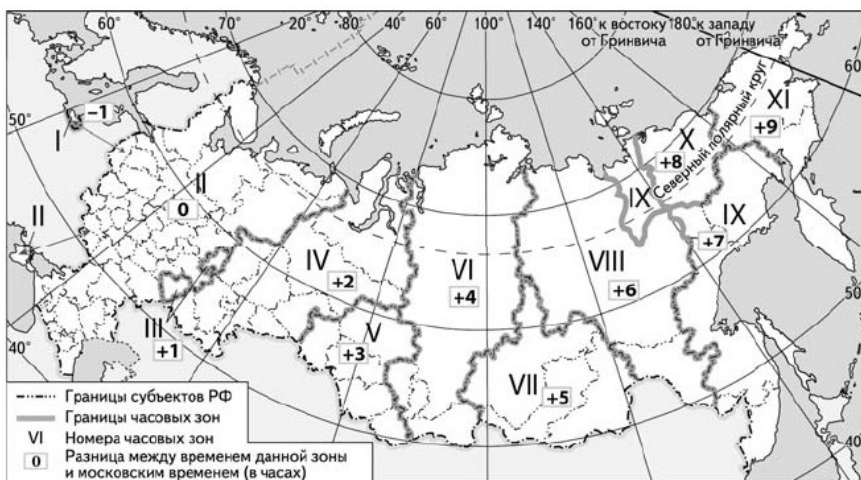 60° 70° 20° 80° 40° 60° 100° 140° 160° к востоку 180° к западу
от Гринвича от Гринвича
60°
50°
-1
I
II
0
II
40°
III
+1
IV
+2
V
+3
VI
+4
VII
+5
VIII
+6
IX
X
+8
Северный полярный круг
XI
+9
IX
+7
50°
40°
Границы субъектов РФ
Границы часовых зон
VI Номера часовых зон
0 Разница между временем данной зоны
и московским временем (в часах)